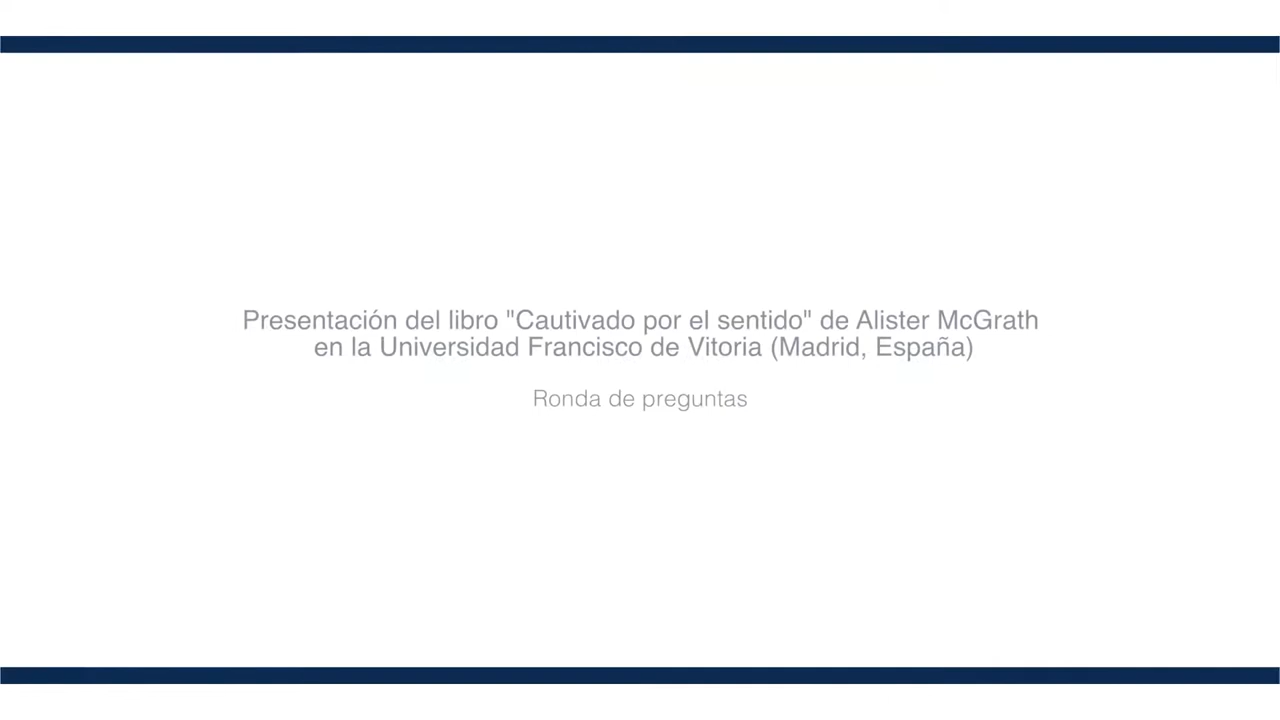 Presentación del libro "Cautivado por el sentido" de Alister McGrath
en la Universidad Francisco de Vitoria (Madrid, España)
Ronda de preguntas